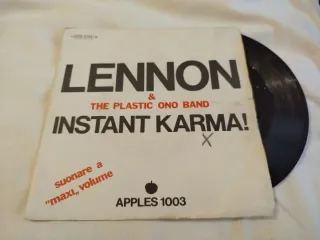 LENNON
&
THE PLASTIC ONO BAND
INSTANT KARMA!
X
suonare a
"maxi„ volume
APPLES 1003